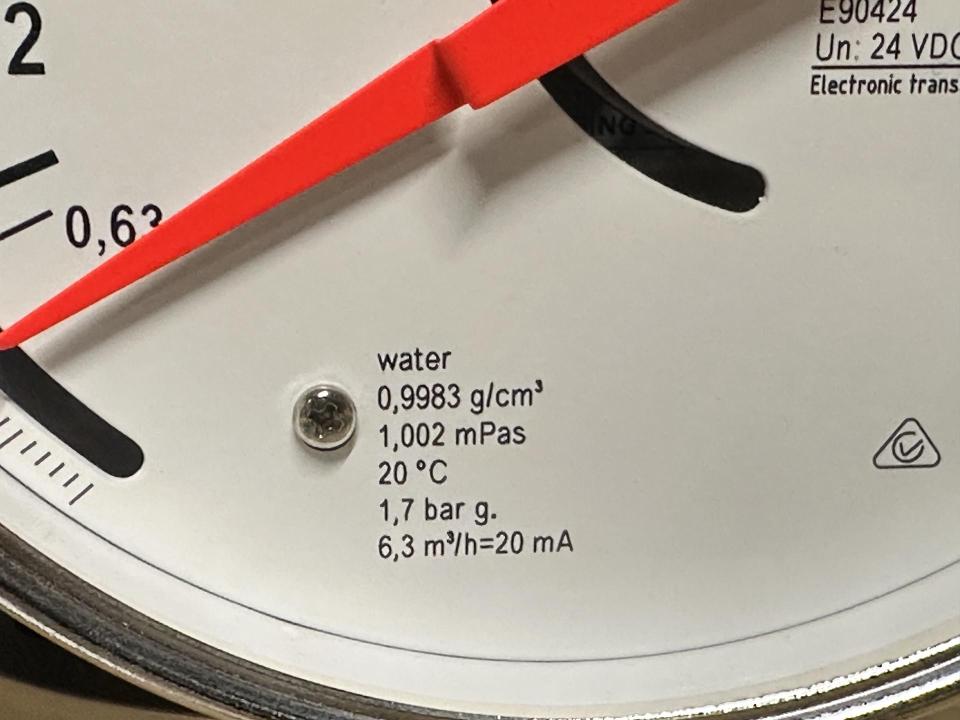 2
0,63
E90424
Un: 24 VDC
Electronic trans
water
0,9983 g/cm³
1,002 mPas
20 °C
1,7 bar g.
6,3 m³/h=20 mA